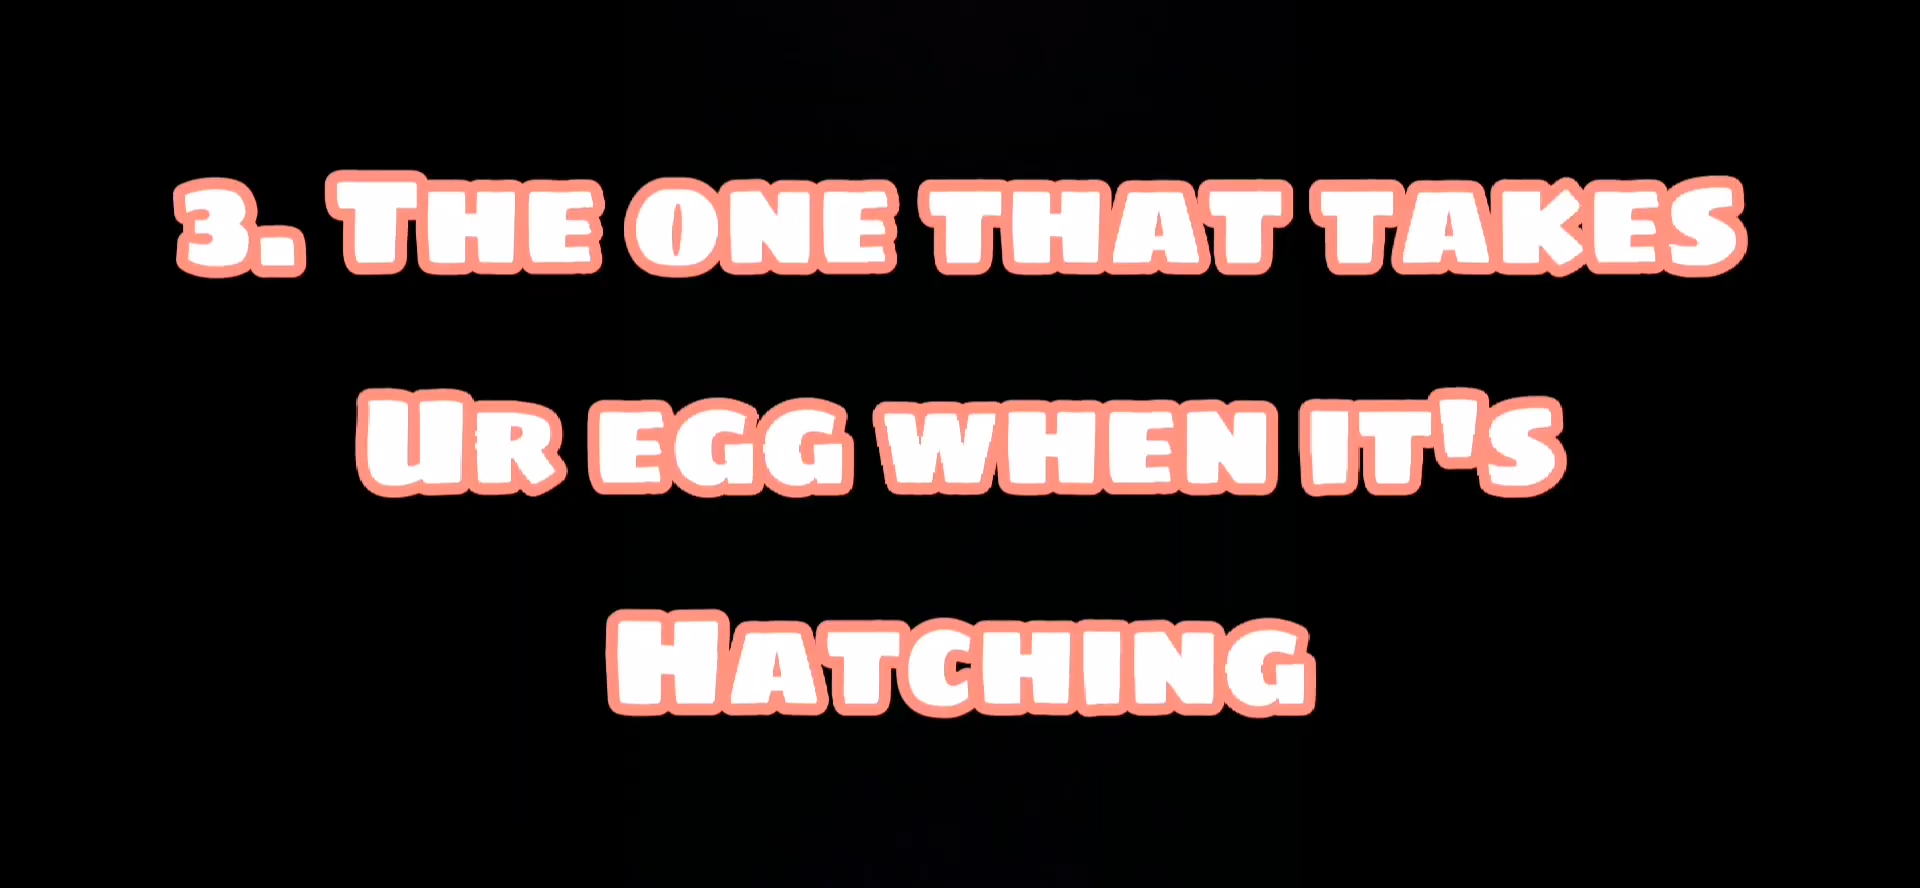 3. The one that takes
Ur egg when it's
Hatching